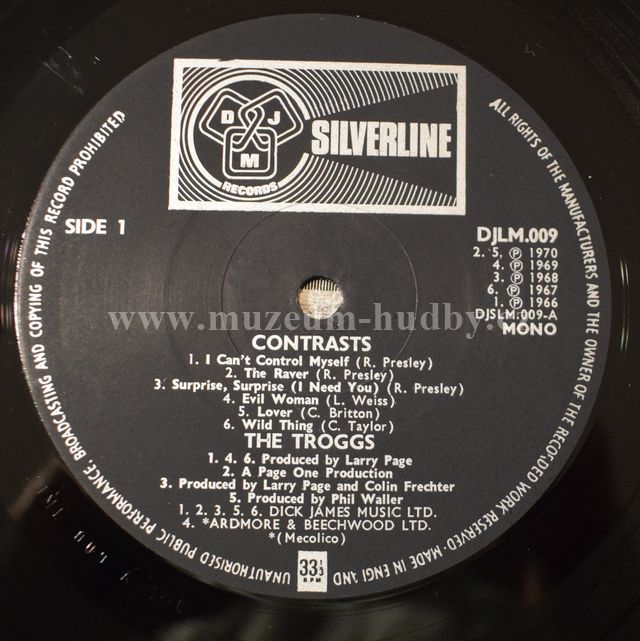 D J M
RECORDS
SILVERLINE
SIDE 1
DJLM.009
2. 5. Ⓟ 1970
4. Ⓟ 1969
3. Ⓟ 1968
6. Ⓟ 1967
1. Ⓟ 1966
DJSLM.009-A
MONO
www.muzeum-hudby.c
CONTRASTS
1. I Can't Control Myself (R. Presley)
2. The Raver (R. Presley)
3. Surprise, Surprise (I Need You) (R. Presley)
4. Evil Woman (L. Weiss)
5. Lover (C. Britton)
6. Wild Thing (C. Taylor)
THE TROGGS
1. 4. 6. Produced by Larry Page
2. A Page One Production
3. Produced by Larry Page and Colin Frechter
5. Produced by Phil Waller
1. 2. 3. 5. 6. DICK JAMES MUSIC LTD.
4. *ARDMORE & BEECHWOOD LTD.
*(Mecolico)
33⅓
RPM
ALL RIGHTS OF THE MANUFACTURERS AND THE OWNER OF THE RECORDED WORK RESERVED · MADE IN ENGLAND
UNAUTHORISED PUBLIC PERFORMANCE, BROADCASTING AND COPYING OF THIS RECORD PROHIBITED